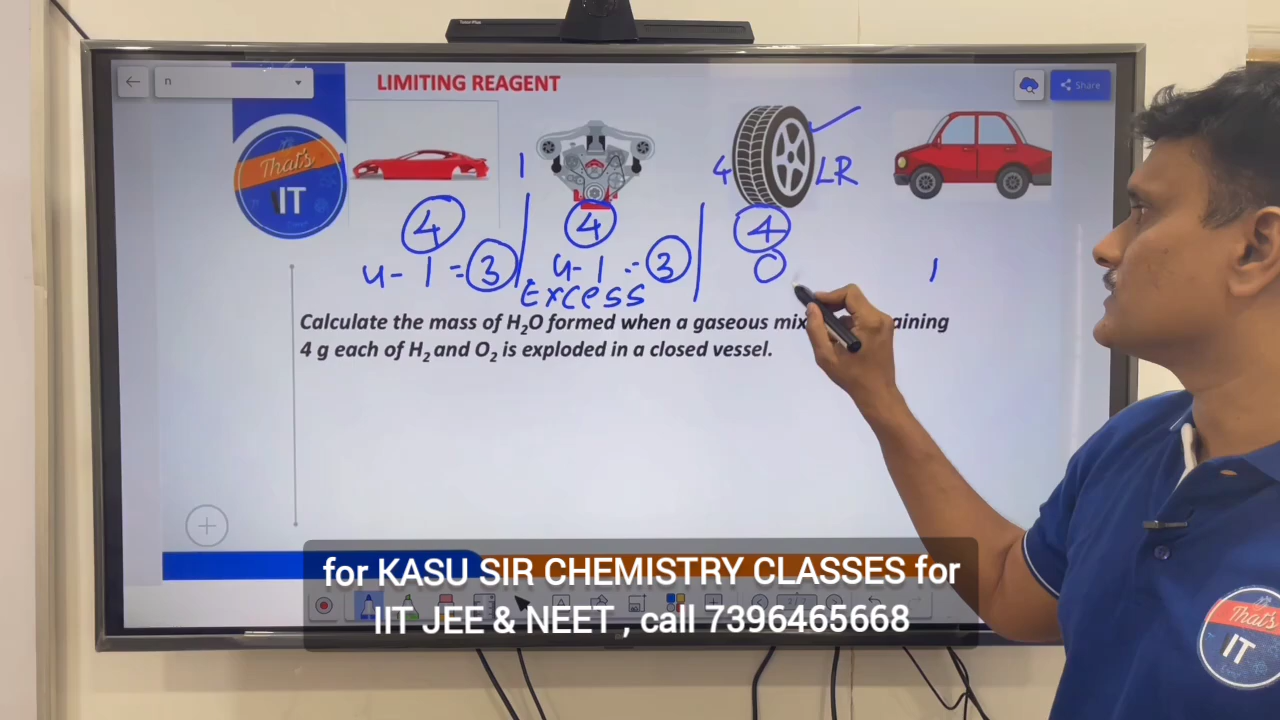 n
Share
LIMITING REAGENT
That's
IT
1
4
LR
4 4 4
4 - 1 = 3 4 - 1 = 3 0 1
Excess
Calculate the mass of H₂O formed when a gaseous mix aining
4 g each of H₂ and O₂ is exploded in a closed vessel.
for KASU SIR CHEMISTRY CLASSES for
IIT JEE & NEET , call 7396465668
That's
IT